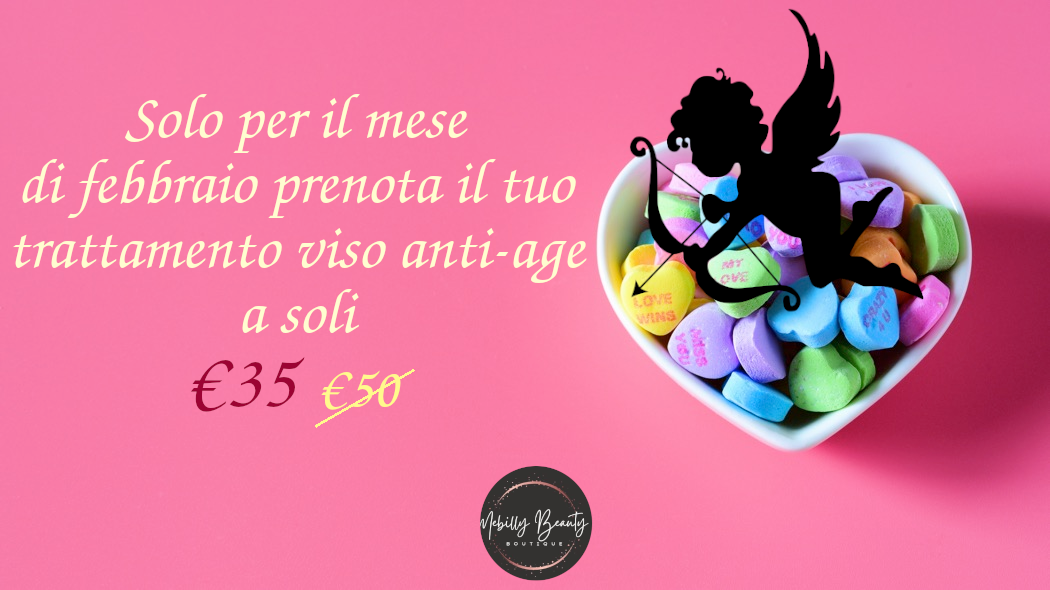 Solo per il mese
di febbraio prenota il tuo
trattamento viso anti-age
a soli
€35 €50
LOVE
WINS
MY
LOVE
YOU
MISS
YOU
CRAZY
4 U
Mebilly Beauty
BOUTIQUE